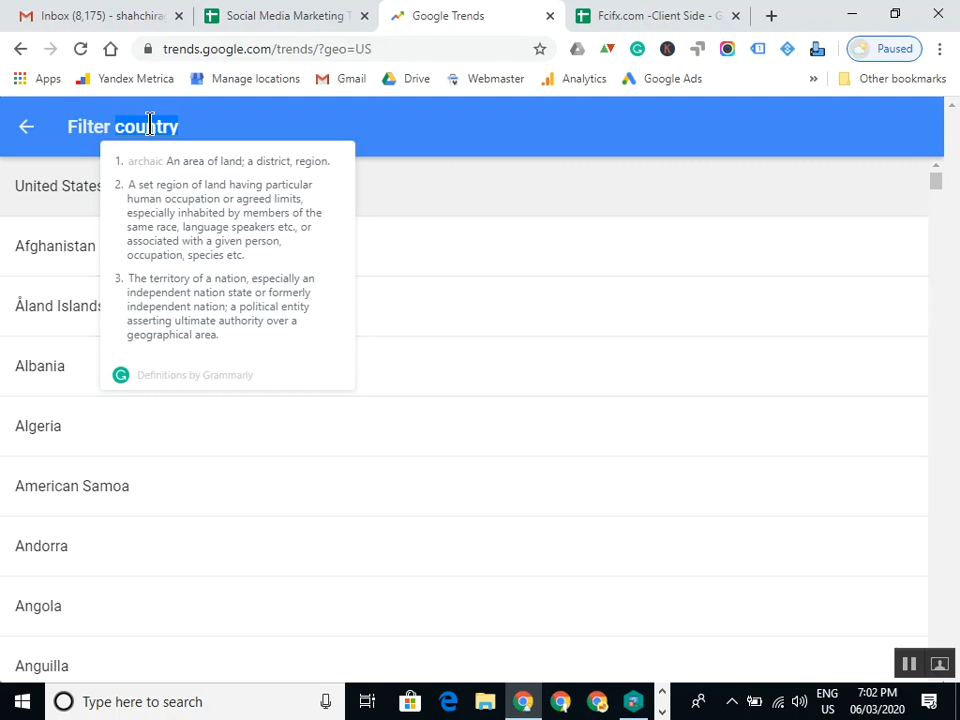 Inbox (8,175) - shahchirag
Social Media Marketing T
Google Trends
Fcifx.com -Client Side - G
trends.google.com/trends/?geo=US
Paused
Apps
Yandex Metrica
Manage locations
Gmail
Drive
Webmaster
Analytics
Google Ads
»
Other bookmarks
Filter country
1. archaic An area of land; a district, region.
2. A set region of land having particular
human occupation or agreed limits,
especially inhabited by members of the
same race, language speakers etc., or
associated with a given person,
occupation, species etc.
3. The territory of a nation, especially an
independent nation state or formerly
independent nation; a political entity
asserting ultimate authority over a
geographical area.
Definitions by Grammarly
United States
Afghanistan
Åland Islands
Albania
Algeria
American Samoa
Andorra
Angola
Anguilla
Type here to search
ENG
US
7:02 PM
06/03/2020